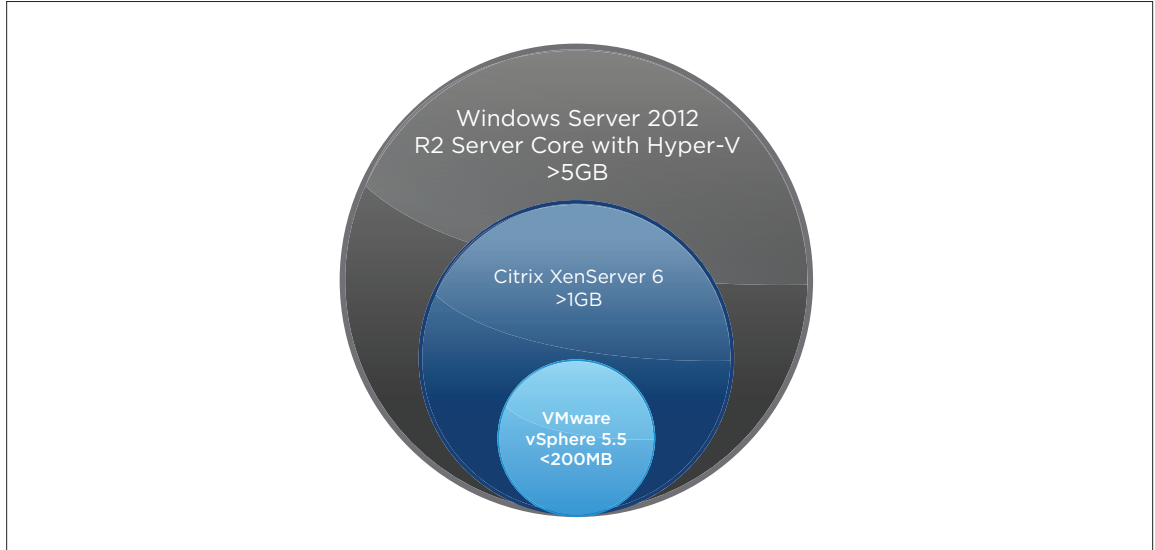 Windows Server 2012
R2 Server Core with Hyper-V
>5GB
Citrix XenServer 6
>1GB
VMware
vSphere 5.5
<200MB